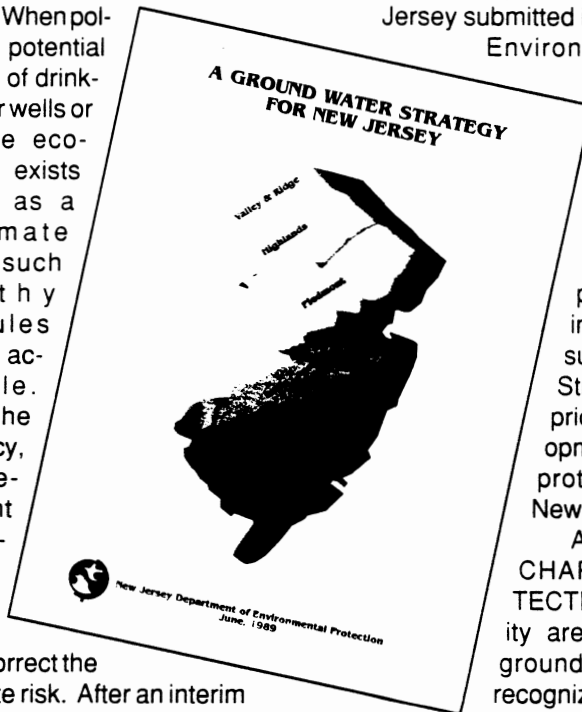 When pol-
potential
of drink-
r wells or
e eco-
exists
as a
mate
such
thy
ules
ac-
le.
he
cy,
e-
nt
-
orrect the
te risk. After an interim
A GROUND WATER STRATEGY
FOR NEW JERSEY
Valley & Ridge
Highlands
Piedmont
New Jersey Department of Environmental Protection
June, 1989
Jersey submitted
Environ
p
in
su
St
pric
opn
prot
New
A
CHAR
TECTI
ity are
ground
recogniz